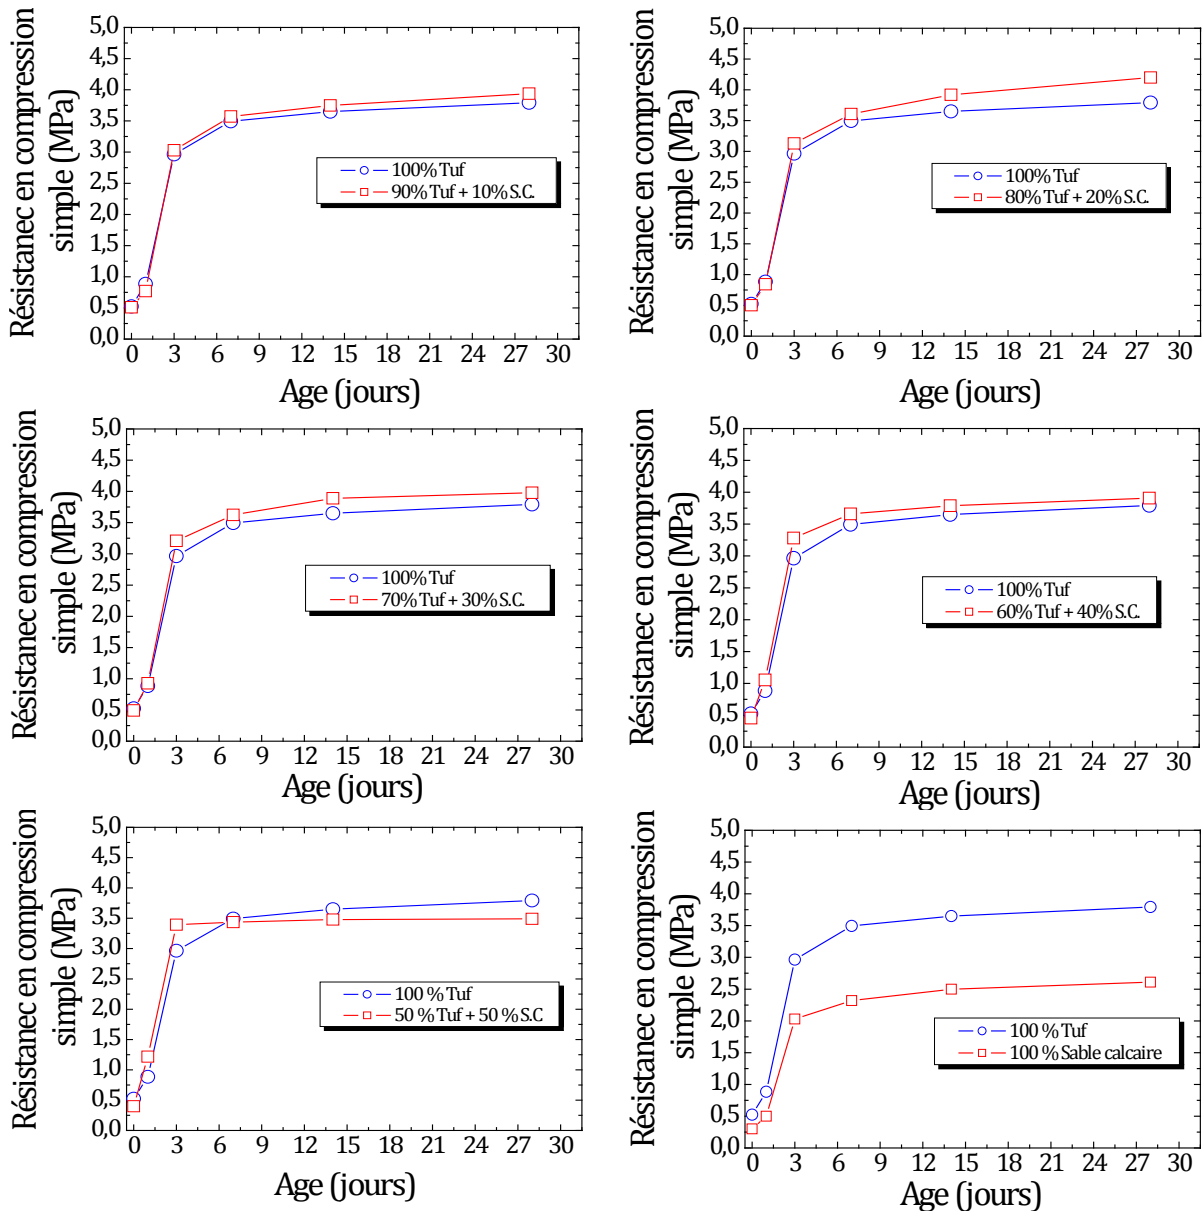 Résistanec en compression
simple (MPa)
5,0
4,5
4,0
3,5
3,0
2,5
2,0
1,5
1,0
0,5
0,0
100% Tuf
90% Tuf + 10% S.C.
0 3 6 9 12 15 18 21 24 27 30
Age (jours)
Résistanec en compression
simple (MPa)
5,0
4,5
4,0
3,5
3,0
2,5
2,0
1,5
1,0
0,5
0,0
100% Tuf
80% Tuf + 20% S.C.
0 3 6 9 12 15 18 21 24 27 30
Age (jours)
Résistanec en compression
simple (MPa)
5,0
4,5
4,0
3,5
3,0
2,5
2,0
1,5
1,0
0,5
0,0
100% Tuf
70% Tuf + 30% S.C.
0 3 6 9 12 15 18 21 24 27 30
Age (jours)
Résistanec en compression
simple (MPa)
5,0
4,5
4,0
3,5
3,0
2,5
2,0
1,5
1,0
0,5
0,0
100% Tuf
60% Tuf + 40% S.C.
0 3 6 9 12 15 18 21 24 27 30
Age (jours)
Résistanec en compression
simple (MPa)
5,0
4,5
4,0
3,5
3,0
2,5
2,0
1,5
1,0
0,5
0,0
100 % Tuf
50 % Tuf + 50 % S.C
0 3 6 9 12 15 18 21 24 27 30
Age (jours)
Résistanec en compression
simple (MPa)
5,0
4,5
4,0
3,5
3,0
2,5
2,0
1,5
1,0
0,5
0,0
100 % Tuf
100 % Sable calcaire
0 3 6 9 12 15 18 21 24 27 30
Age (jours)